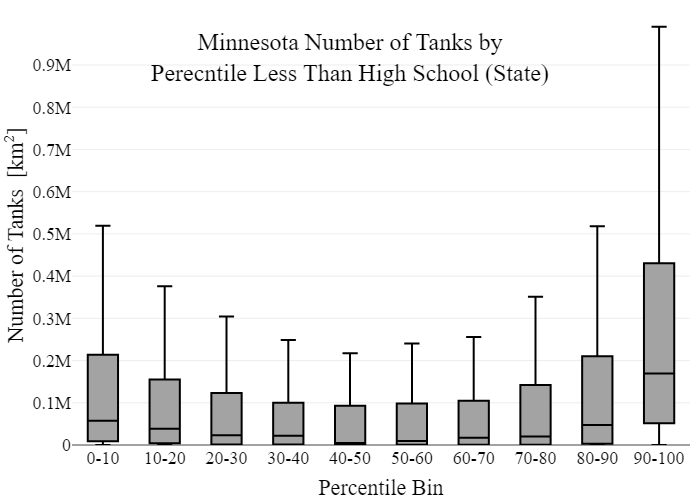 Minnesota Number of Tanks by
Perecntile Less Than High School (State)
Number of Tanks [km²]
0.9M
0.8M
0.7M
0.6M
0.5M
0.4M
0.3M
0.2M
0.1M
0
0-10 10-20 20-30 30-40 40-50 50-60 60-70 70-80 80-90 90-100
Percentile Bin